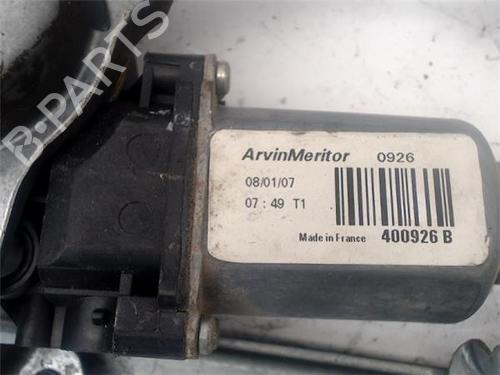 B-PARTS
ArvinMeritor 0926
08/01/07
07 : 49 T1
Made in France 400926 B